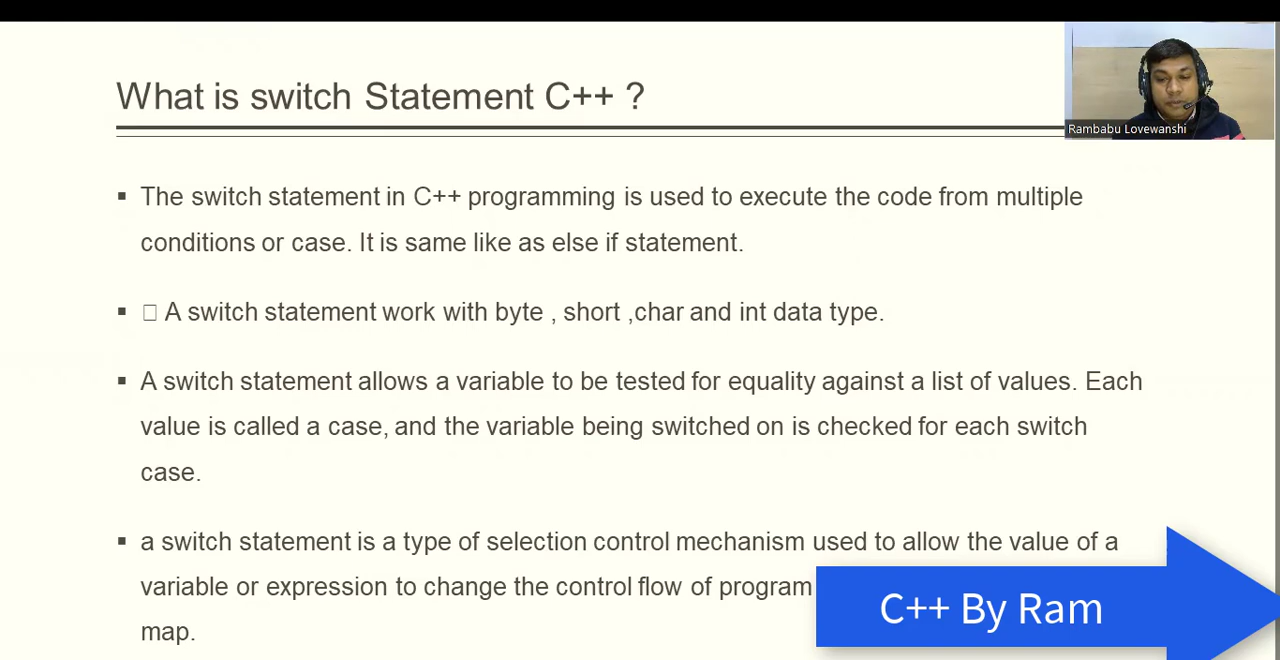 What is switch Statement C++ ?
Rambabu Lovewanshi
The switch statement in C++ programming is used to execute the code from multiple
conditions or case. It is same like as else if statement.
A switch statement work with byte , short ,char and int data type.
A switch statement allows a variable to be tested for equality against a list of values. Each
value is called a case, and the variable being switched on is checked for each switch
case.
a switch statement is a type of selection control mechanism used to allow the value of a
variable or expression to change the control flow of program
map.
C++ By Ram